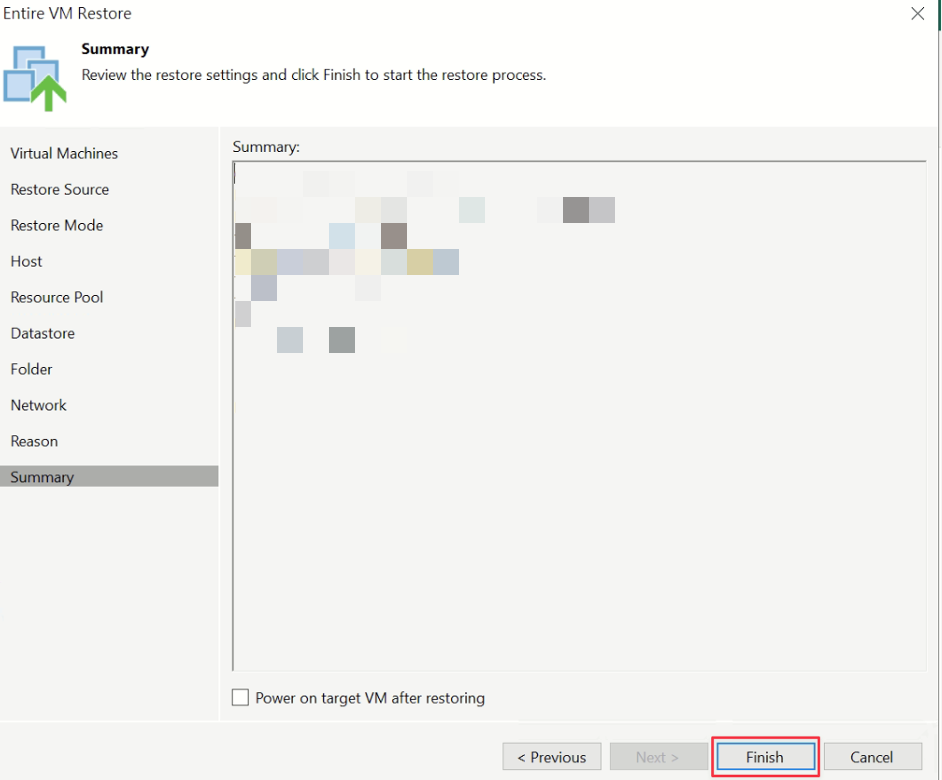 Entire VM Restore
Summary
Review the restore settings and click Finish to start the restore process.
Virtual Machines
Restore Source
Restore Mode
Host
Resource Pool
Datastore
Folder
Network
Reason
Summary
Summary:
Power on target VM after restoring
< Previous
Next >
Finish
Cancel